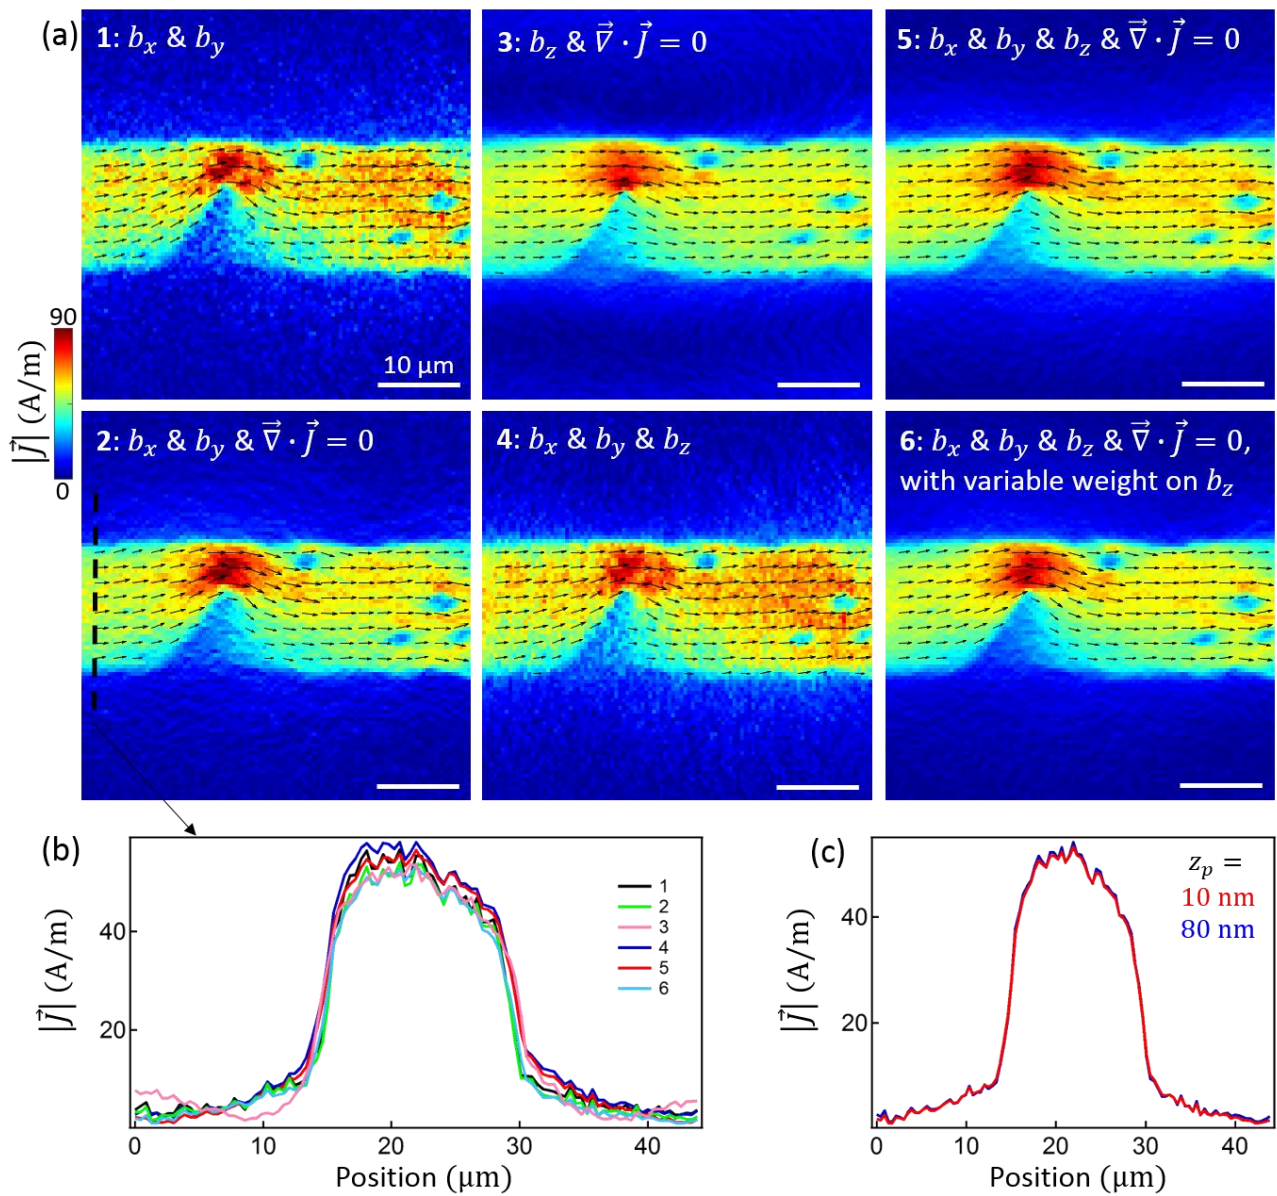 (a)
1: b_x & b_y
3: b_z & ∇⃗ · J⃗ = 0
5: b_x & b_y & b_z & ∇⃗ · J⃗ = 0
90
|J⃗| (A/m)
0
10 μm
2: b_x & b_y & ∇⃗ · J⃗ = 0
4: b_x & b_y & b_z
6: b_x & b_y & b_z & ∇⃗ · J⃗ = 0,
with variable weight on b_z
(b)
|J⃗| (A/m)
40
20
1
2
3
4
5
6
0 10 20 30 40
Position (μm)
(c)
|J⃗| (A/m)
40
20
z_p =
10 nm
80 nm
0 10 20 30 40
Position (μm)